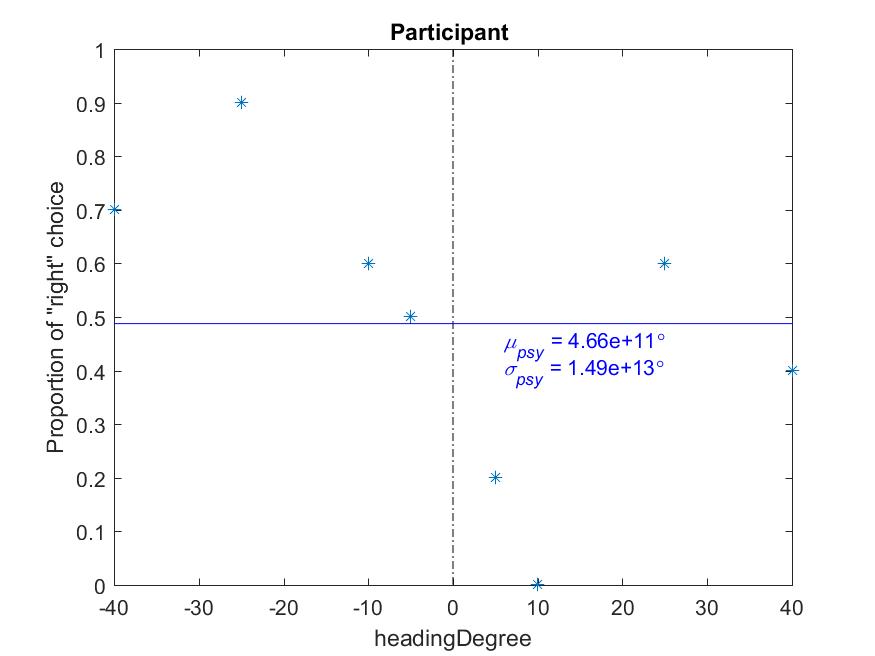 Participant
1
0.9
0.8
0.7
0.6
0.5
0.4
0.3
0.2
0.1
0
Proportion of "right" choice
μpsy = 4.66e+11°
σpsy = 1.49e+13°
-40 -30 -20 -10 0 10 20 30 40
headingDegree